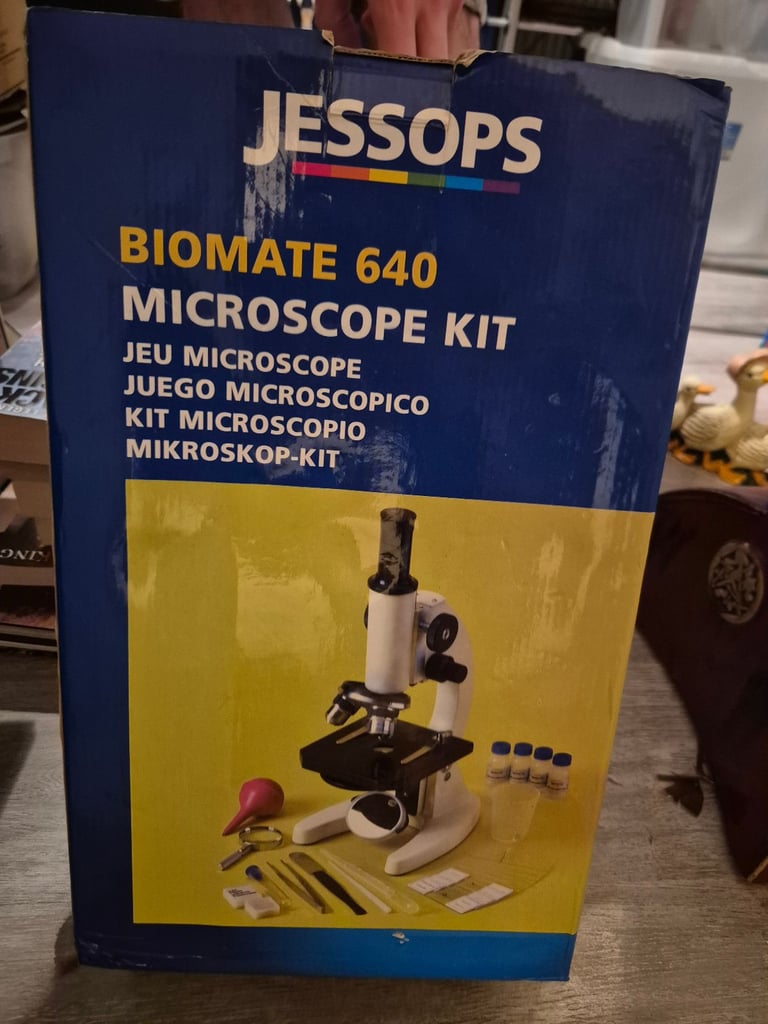 JESSOPS
BIOMATE 640
MICROSCOPE KIT
JEU MICROSCOPE
JUEGO MICROSCOPICO
KIT MICROSCOPIO
MIKROSKOP-KIT